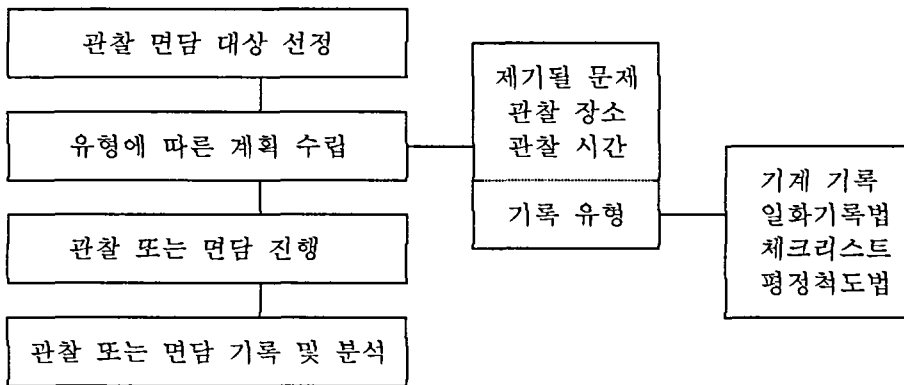 관찰 면담 대상 선정
유형에 따른 계획 수립
관찰 또는 면담 진행
관찰 또는 면담 기록 및 분석
제기될 문제
관찰 장소
관찰 시간
기록 유형
기계 기록
일화기록법
체크리스트
평정척도법